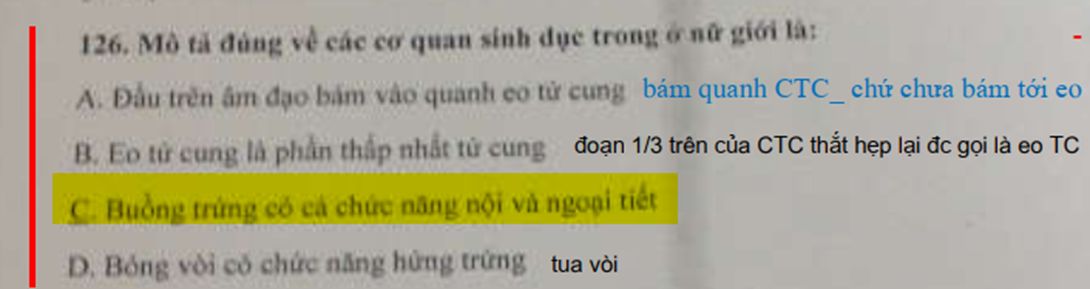 126. Mô tả đúng về các cơ quan sinh dục trong ở nữ giới là:
A. Đầu trên âm đạo bám vào quanh eo tử cung bám quanh CTC_ chứ chưa bám tới eo
B. Eo tử cung là phần thấp nhất tử cung đoạn 1/3 trên của CTC thắt hẹp lại đc gọi là eo TC
C. Buồng trứng có cả chức năng nội và ngoại tiết
D. Bóng vòi có chức năng hứng trứng tua vòi